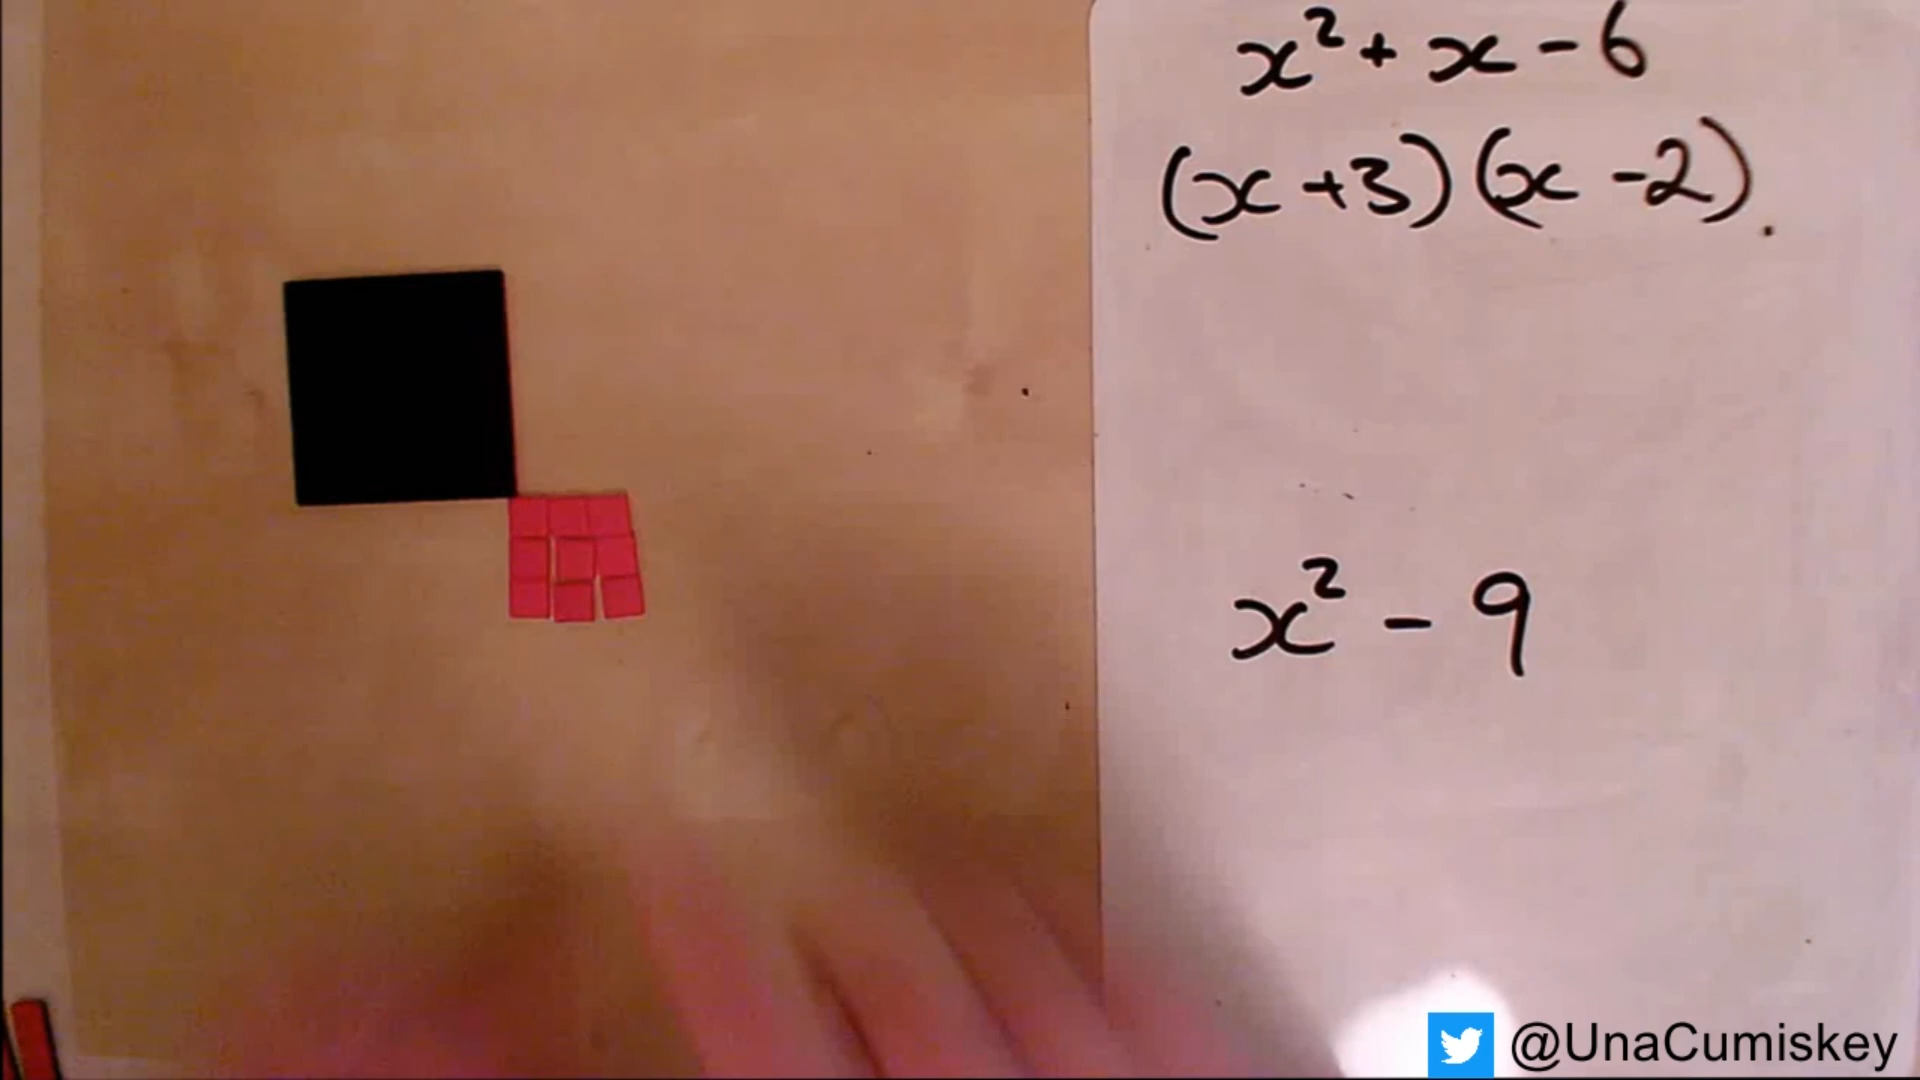 x² + x - 6
(x + 3)(x - 2).
x² - 9
@UnaCumiskey